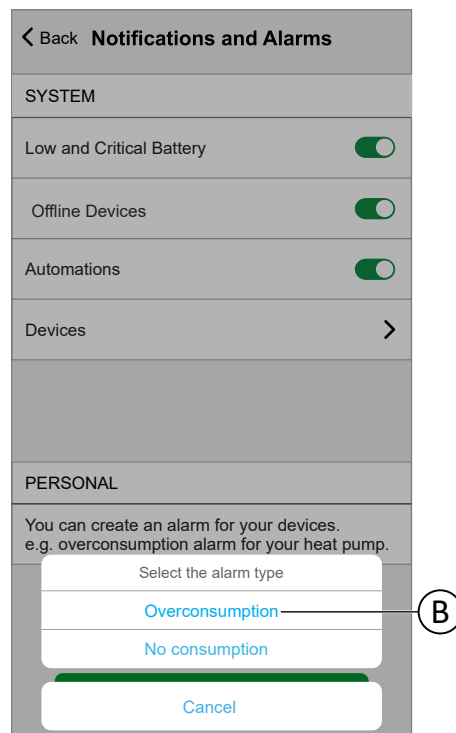 Back Notifications and Alarms
SYSTEM
Low and Critical Battery
Offline Devices
Automations
Devices
PERSONAL
You can create an alarm for your devices.
e.g. overconsumption alarm for your heat pump.
Select the alarm type
Overconsumption
B
No consumption
Cancel